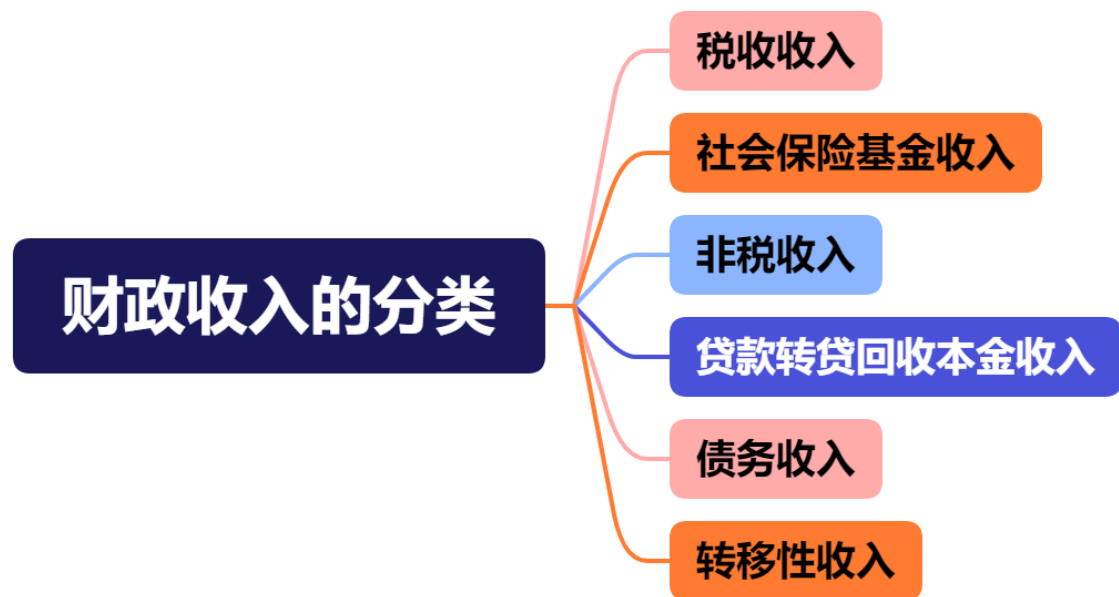 财政收入的分类
税收收入
社会保险基金收入
非税收入
贷款转贷回收本金收入
债务收入
转移性收入